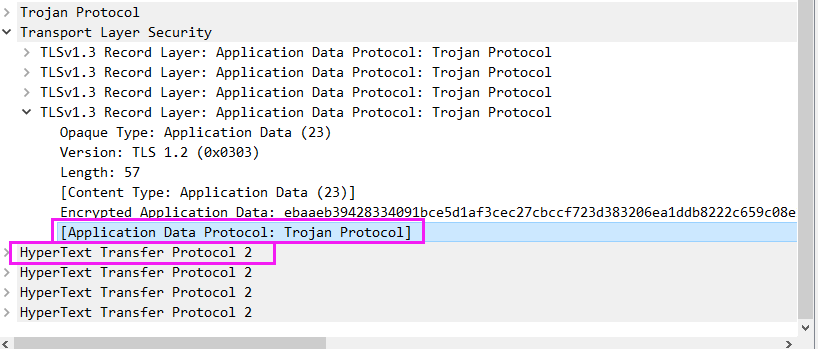 Trojan Protocol
Transport Layer Security
TLSv1.3 Record Layer: Application Data Protocol: Trojan Protocol
TLSv1.3 Record Layer: Application Data Protocol: Trojan Protocol
TLSv1.3 Record Layer: Application Data Protocol: Trojan Protocol
TLSv1.3 Record Layer: Application Data Protocol: Trojan Protocol
Opaque Type: Application Data (23)
Version: TLS 1.2 (0x0303)
Length: 57
[Content Type: Application Data (23)]
Encrypted Application Data: ebaaeb39428334091bce5d1af3cec27cbccf723d383206ea1ddb8222c659c08e
[Application Data Protocol: Trojan Protocol]
HyperText Transfer Protocol 2
HyperText Transfer Protocol 2
HyperText Transfer Protocol 2
HyperText Transfer Protocol 2